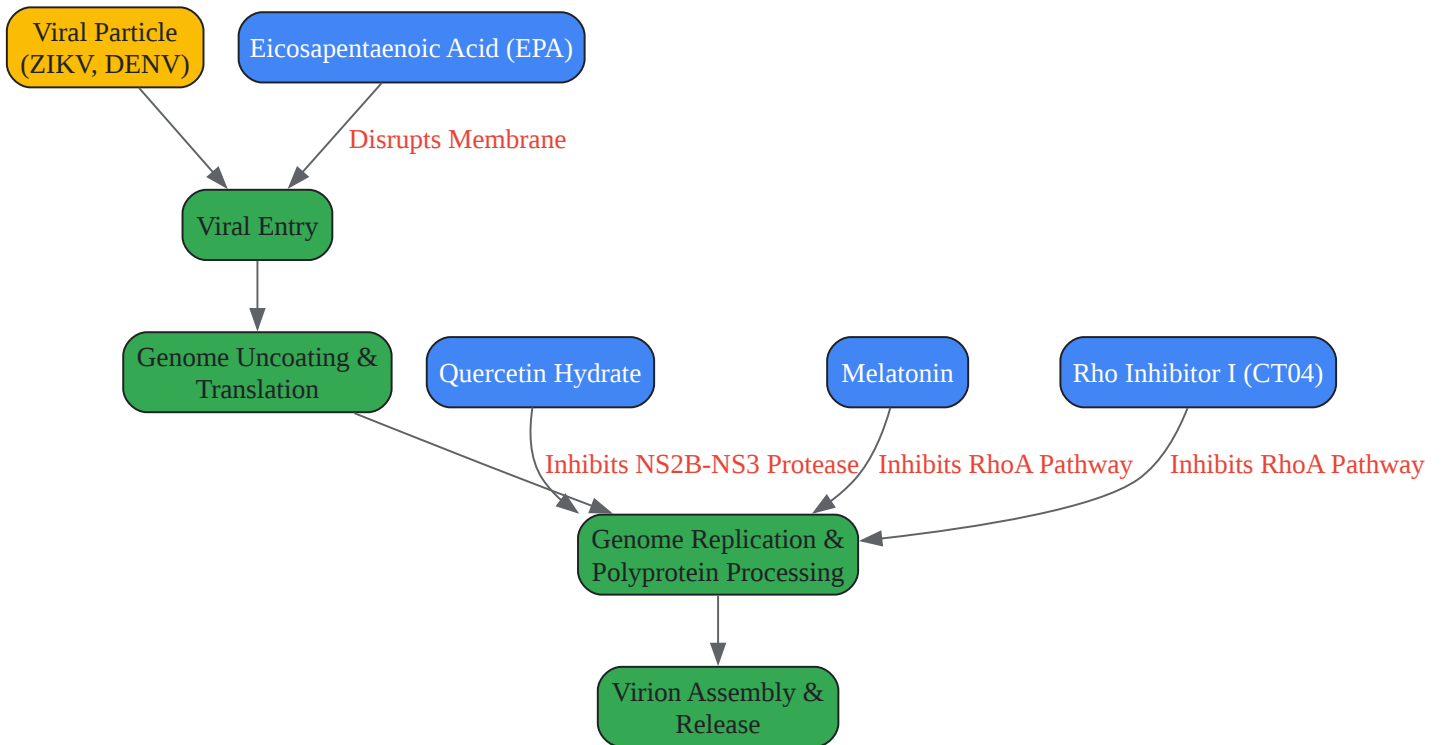 Viral Particle
(ZIKV, DENV)
Eicosapentaenoic Acid (EPA)
Disrupts Membrane
Viral Entry
Genome Uncoating &
Translation
Quercetin Hydrate
Melatonin
Rho Inhibitor I (CT04)
Inhibits NS2B-NS3 Protease
Inhibits RhoA Pathway
Inhibits RhoA Pathway
Genome Replication &
Polyprotein Processing
Virion Assembly &
Release